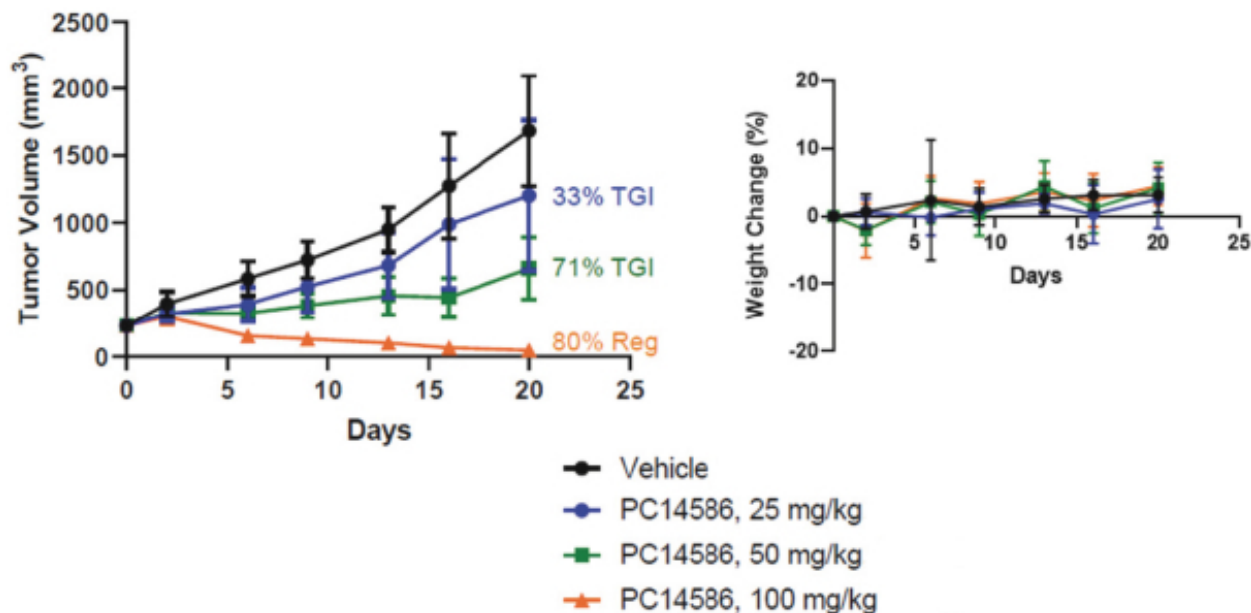 Tumor Volume (mm³)
2500
2000
1500
1000
500
0
0 5 10 15 20 25
Days
33% TGI
71% TGI
80% Reg
Weight Change (%)
20
10
0
-10
-20
5 10 15 20 25
Days
Vehicle
PC14586, 25 mg/kg
PC14586, 50 mg/kg
PC14586, 100 mg/kg